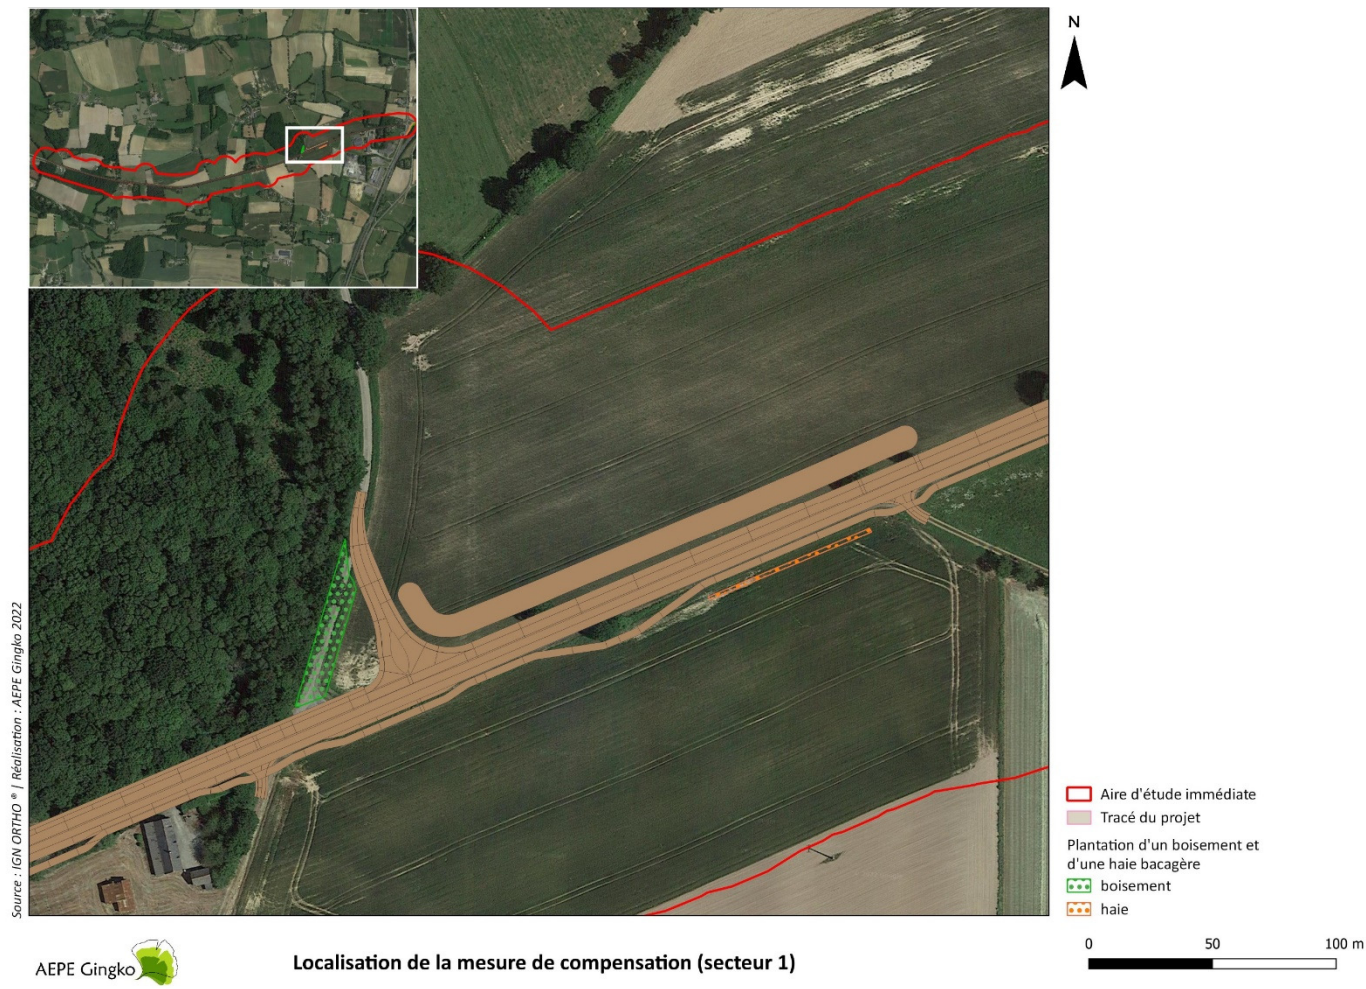 N
Source : IGN ORTHO ® | Réalisation : AEPE Gingko 2022
Aire d'étude immédiate
Tracé du projet
Plantation d'un boisement et
d'une haie bacagère
boisement
haie
0 50 100 m
AEPE Gingko
Localisation de la mesure de compensation (secteur 1)